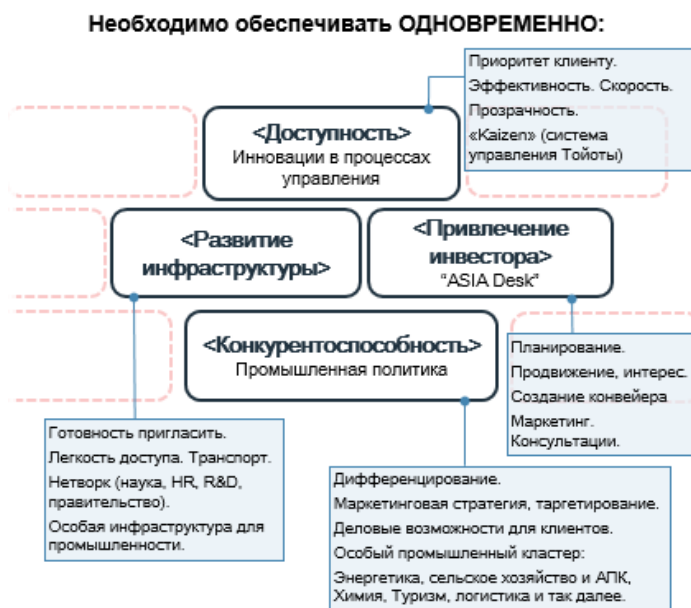 Необходимо обеспечивать ОДНОВРЕМЕННО:
Приоритет клиенту.
Эффективность. Скорость.
Прозрачность.
«Kaizen» (система
управления Тойоты)
<Доступность>
Инновации в процессах
управления
<Развитие
инфраструктуры>
<Привлечение
инвестора>
“ASIA Desk”
<Конкурентоспособность>
Промышленная политика
Планирование.
Продвижение, интерес.
Создание конвейера
Маркетинг.
Консультации.
Готовность пригласить.
Легкость доступа. Транспорт.
Нетворк (наука, HR, R&D,
правительство).
Особая инфраструктура для
промышленности.
Дифференцирование.
Маркетинговая стратегия, таргетирование.
Деловые возможности для клиентов.
Особый промышленный кластер:
Энергетика, сельское хозяйство и АПК,
Химия, Туризм, логистика и так далее.